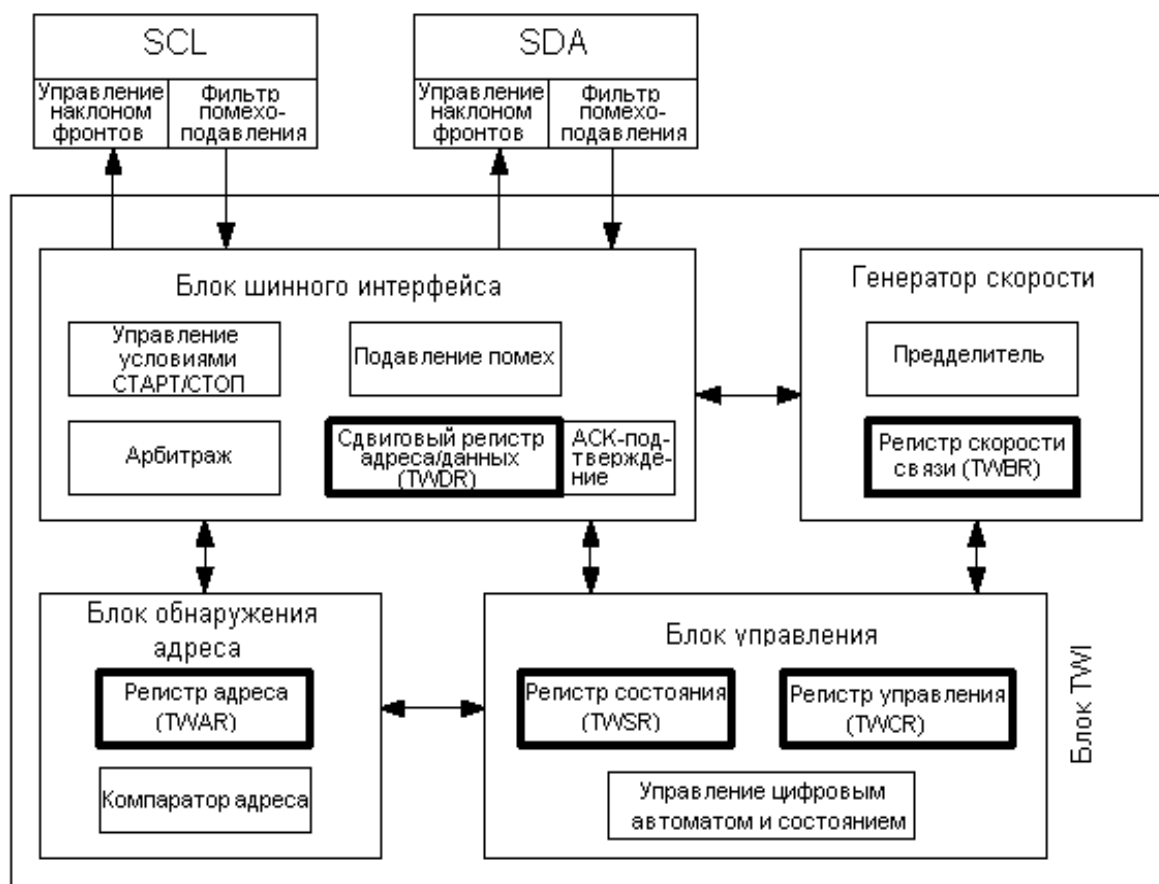 SCL
SDA
Управление
наклоном
фронтов
Фильтр
помехо-
подавления
Управление
наклоном
фронтов
Фильтр
помехо-
подавления
Блок шинного интерфейса
Управление
условиями
СТАРТ/СТОП
Подавление помех
Арбитраж
Сдвиговый регистр
адреса/данных
(TWDR)
АСК-под-
тверждe-
ние
Генератор скорости
Предделитель
Регистр скорости
связи (TWBR)
Блок обнаружения
адреса
Регистр адреса
(TWAR)
Компаратор адреса
Блок управления
Регистр состояния
(TWSR)
Регистр управления
(TWCR)
Управление цифровым
автоматом и состоянием
Блок TWI